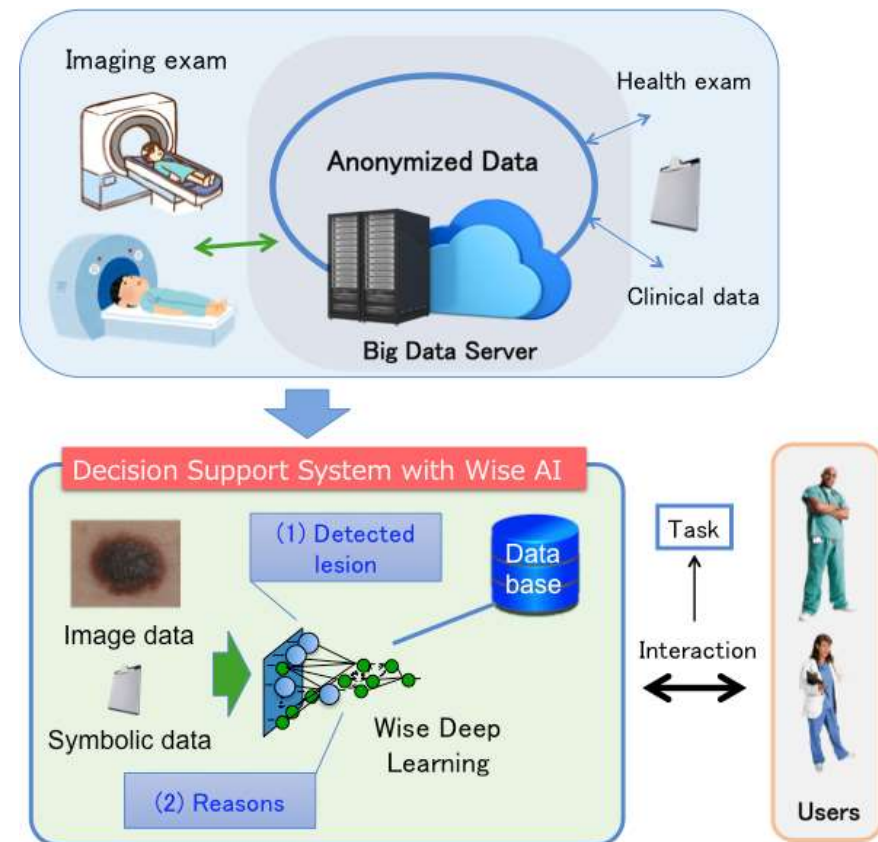 Imaging exam
Health exam
Anonymized Data
Clinical data
Big Data Server
Decision Support System with Wise AI
(1) Detected
lesion
Data
base
Task
Image data
Interaction
Symbolic data
Wise Deep
Learning
(2) Reasons
Users